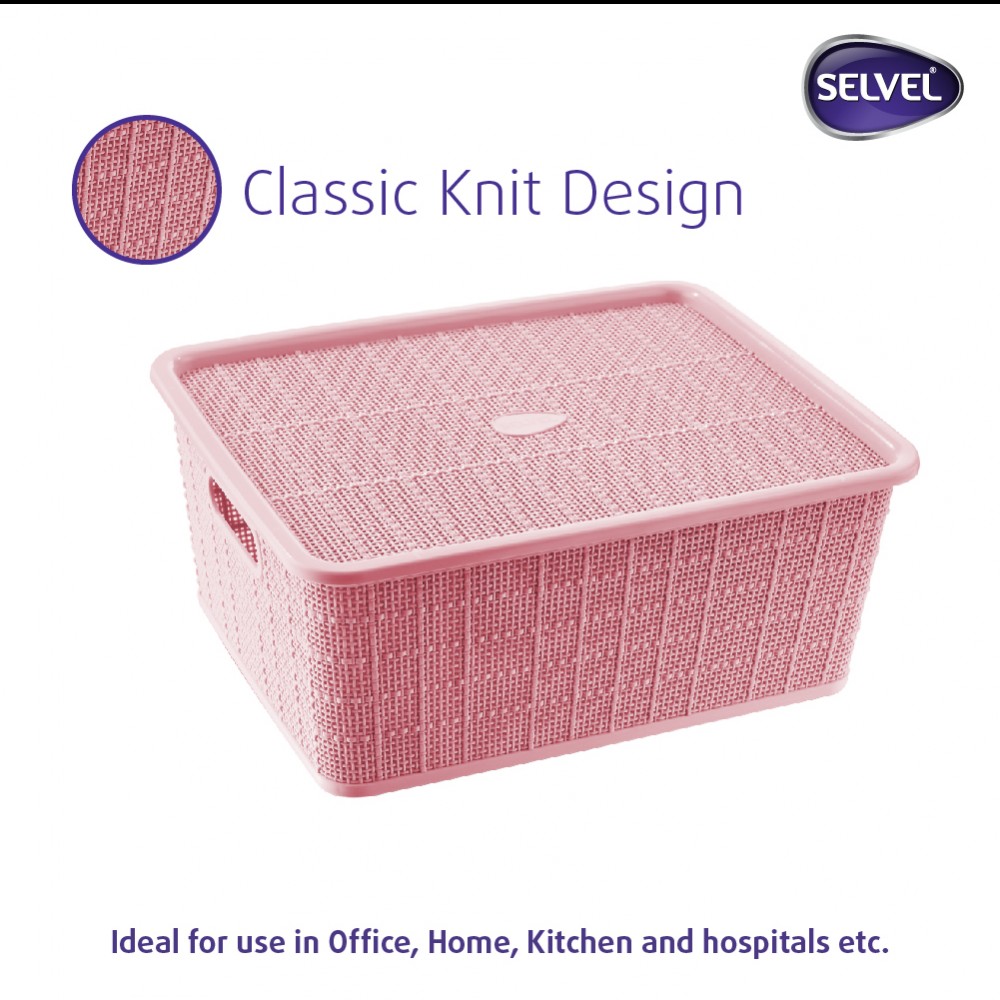 SELVEL®
Classic Knit Design
Ideal for use in Office, Home, Kitchen and hospitals etc.